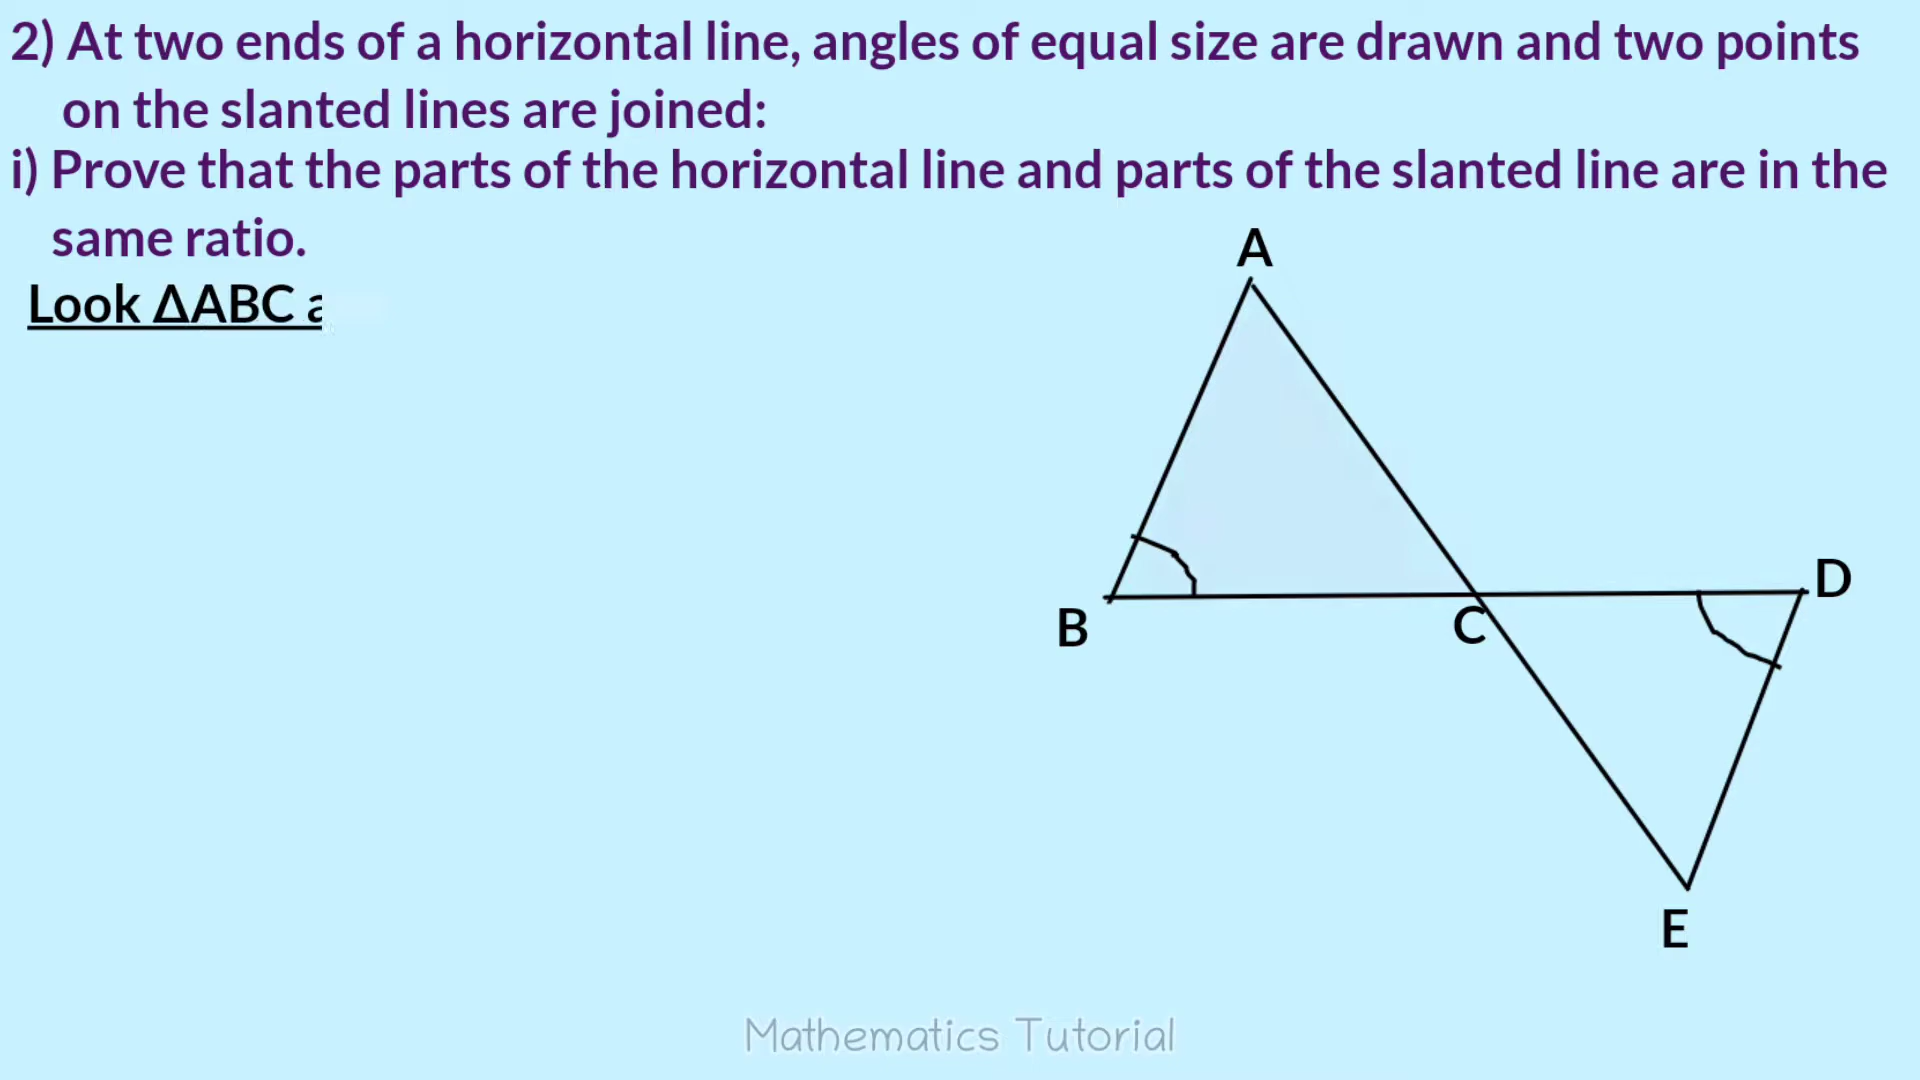 2) At two ends of a horizontal line, angles of equal size are drawn and two points
on the slanted lines are joined:
i) Prove that the parts of the horizontal line and parts of the slanted line are in the
same ratio.
Look ΔABC
A
B
C
D
E
Mathematics Tutorial